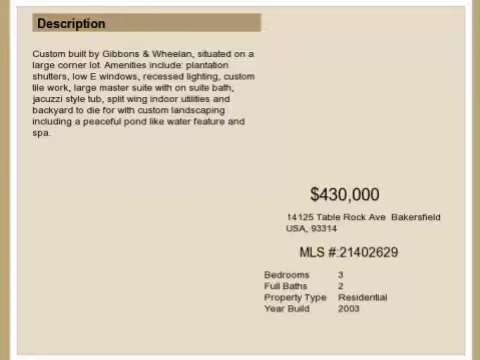 Description
Custom built by Gibbons & Wheelan, situated on a
large corner lot. Amenities include: plantation
shutters, low E windows, recessed lighting, custom
tile work, large master suite with on suite bath,
jacuzzi style tub, split wing indoor utilities and
backyard to die for with custom landscaping
including a peaceful pond like water feature and
spa.
$430,000
14125 Table Rock Ave  Bakersfield
USA, 93314
MLS #:21402629
Bedrooms 3
Full Baths 2
Property Type Residential
Year Build 2003